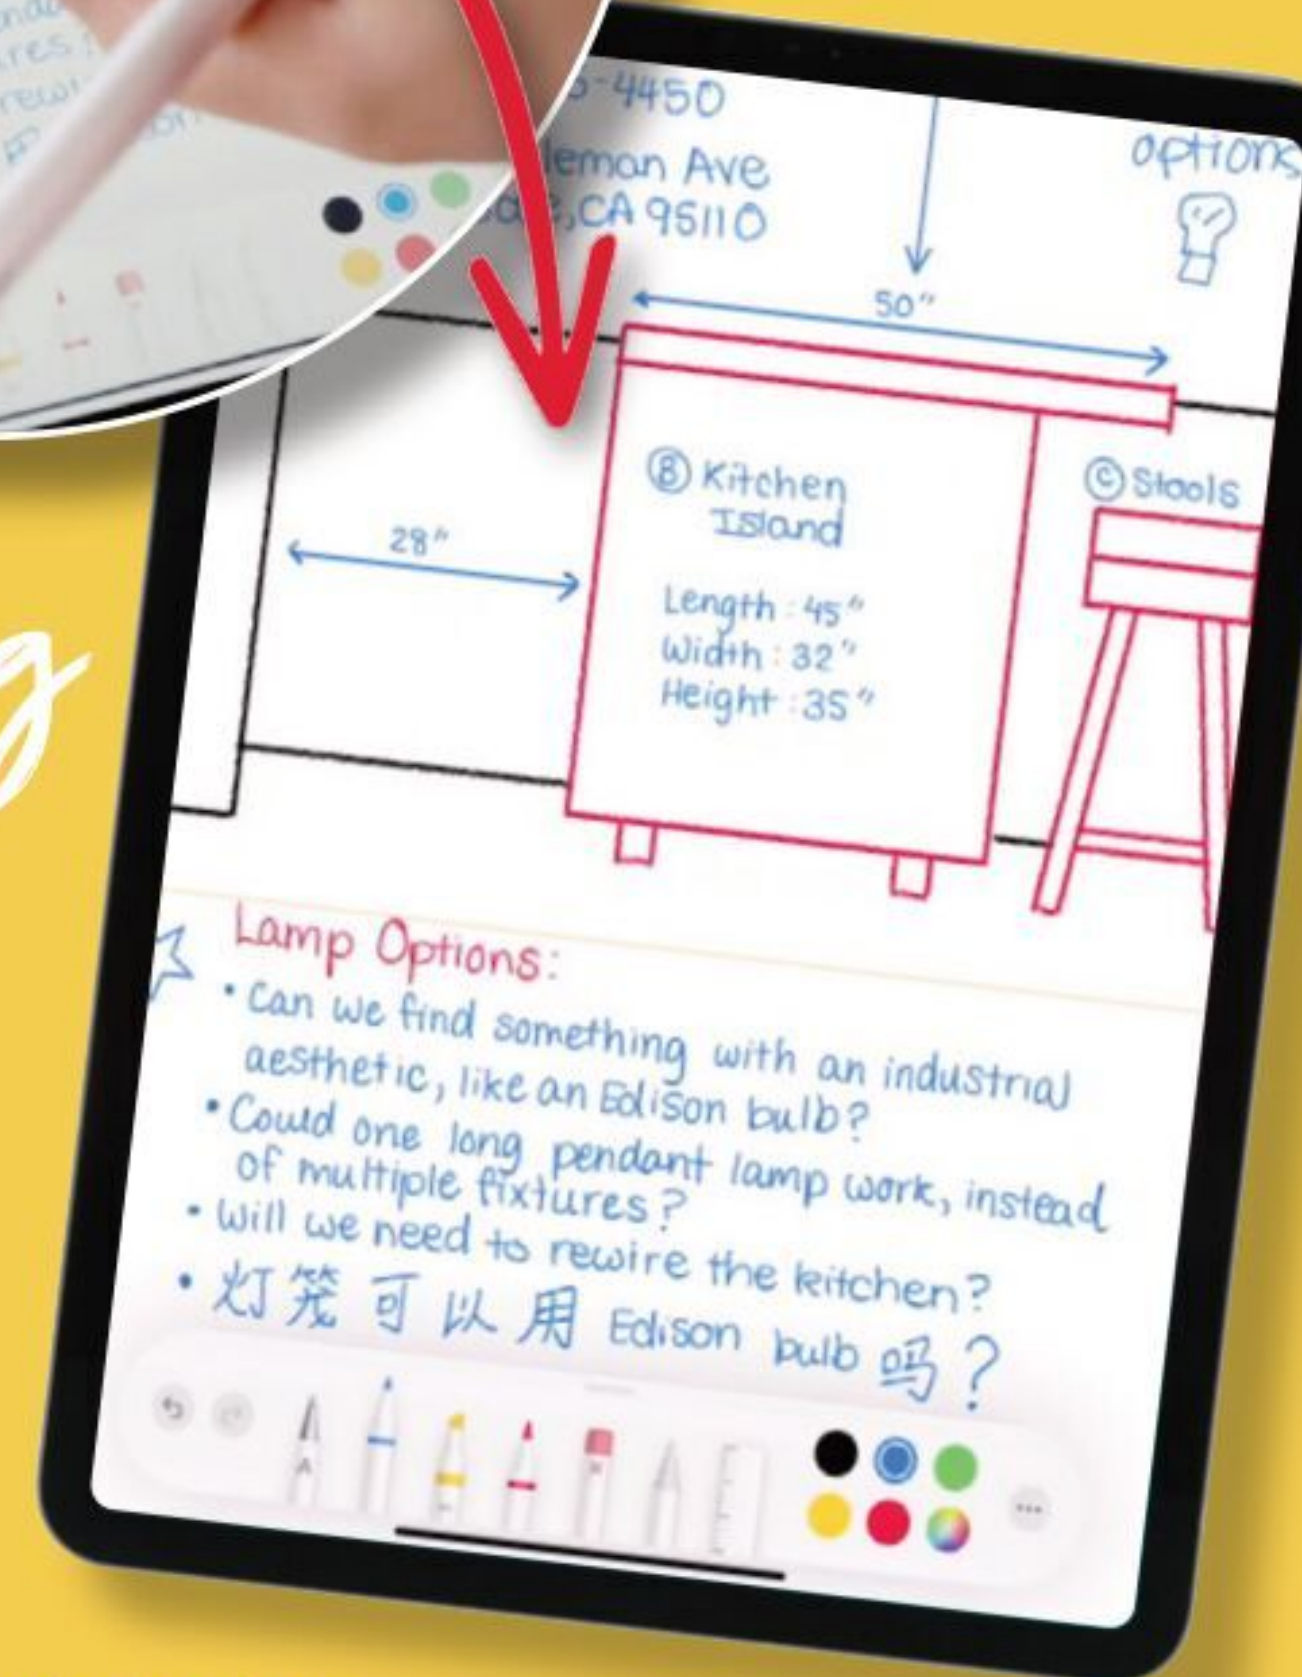 -4450
leman Ave
CA 95110
options
50"
28"
B Kitchen
Island
Length : 45"
Width : 32"
Height : 35"
C Stools
Lamp Options:
• Can we find something with an industrial
aesthetic, like an Edison bulb?
• Could one long pendant lamp work, instead
of multiple fixtures?
• Will we need to rewire the kitchen?
• 灯笼可以用 Edison bulb 吗?